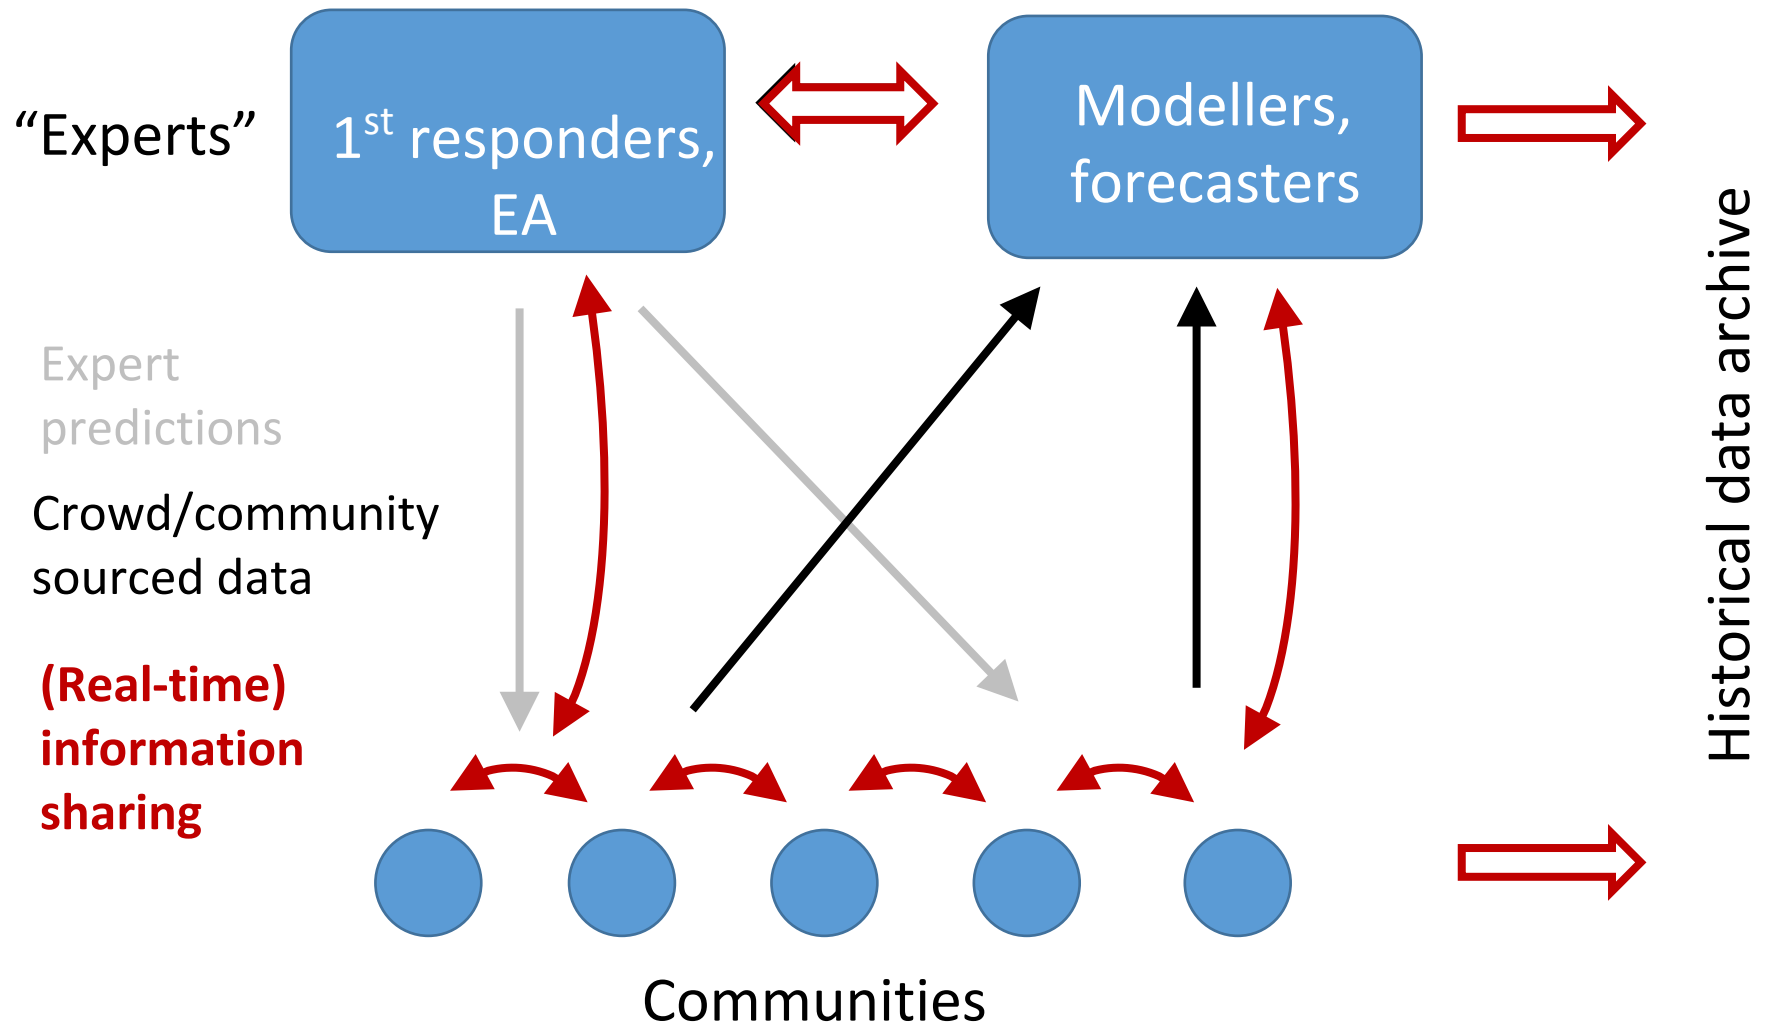 “Experts”
1st responders,
EA
Modellers,
forecasters
Expert
predictions
Crowd/community
sourced data
(Real-time)
information
sharing
Communities
Historical data archive